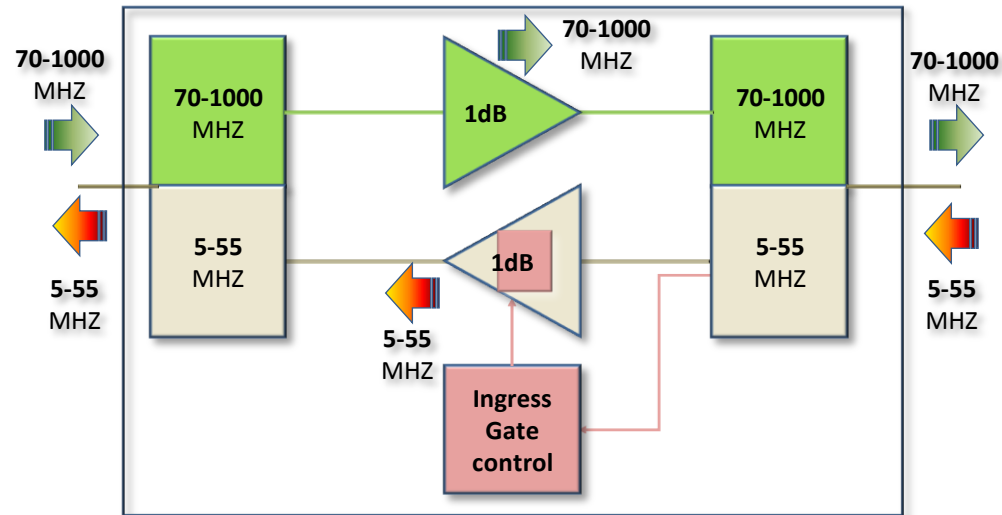 70-1000
MHZ
70-1000
MHZ
1dB
70-1000
MHZ
70-1000
MHZ
70-1000
MHZ
5-55
MHZ
5-55
MHZ
1dB
5-55
MHZ
5-55
MHZ
5-55
MHZ
Ingress
Gate
control